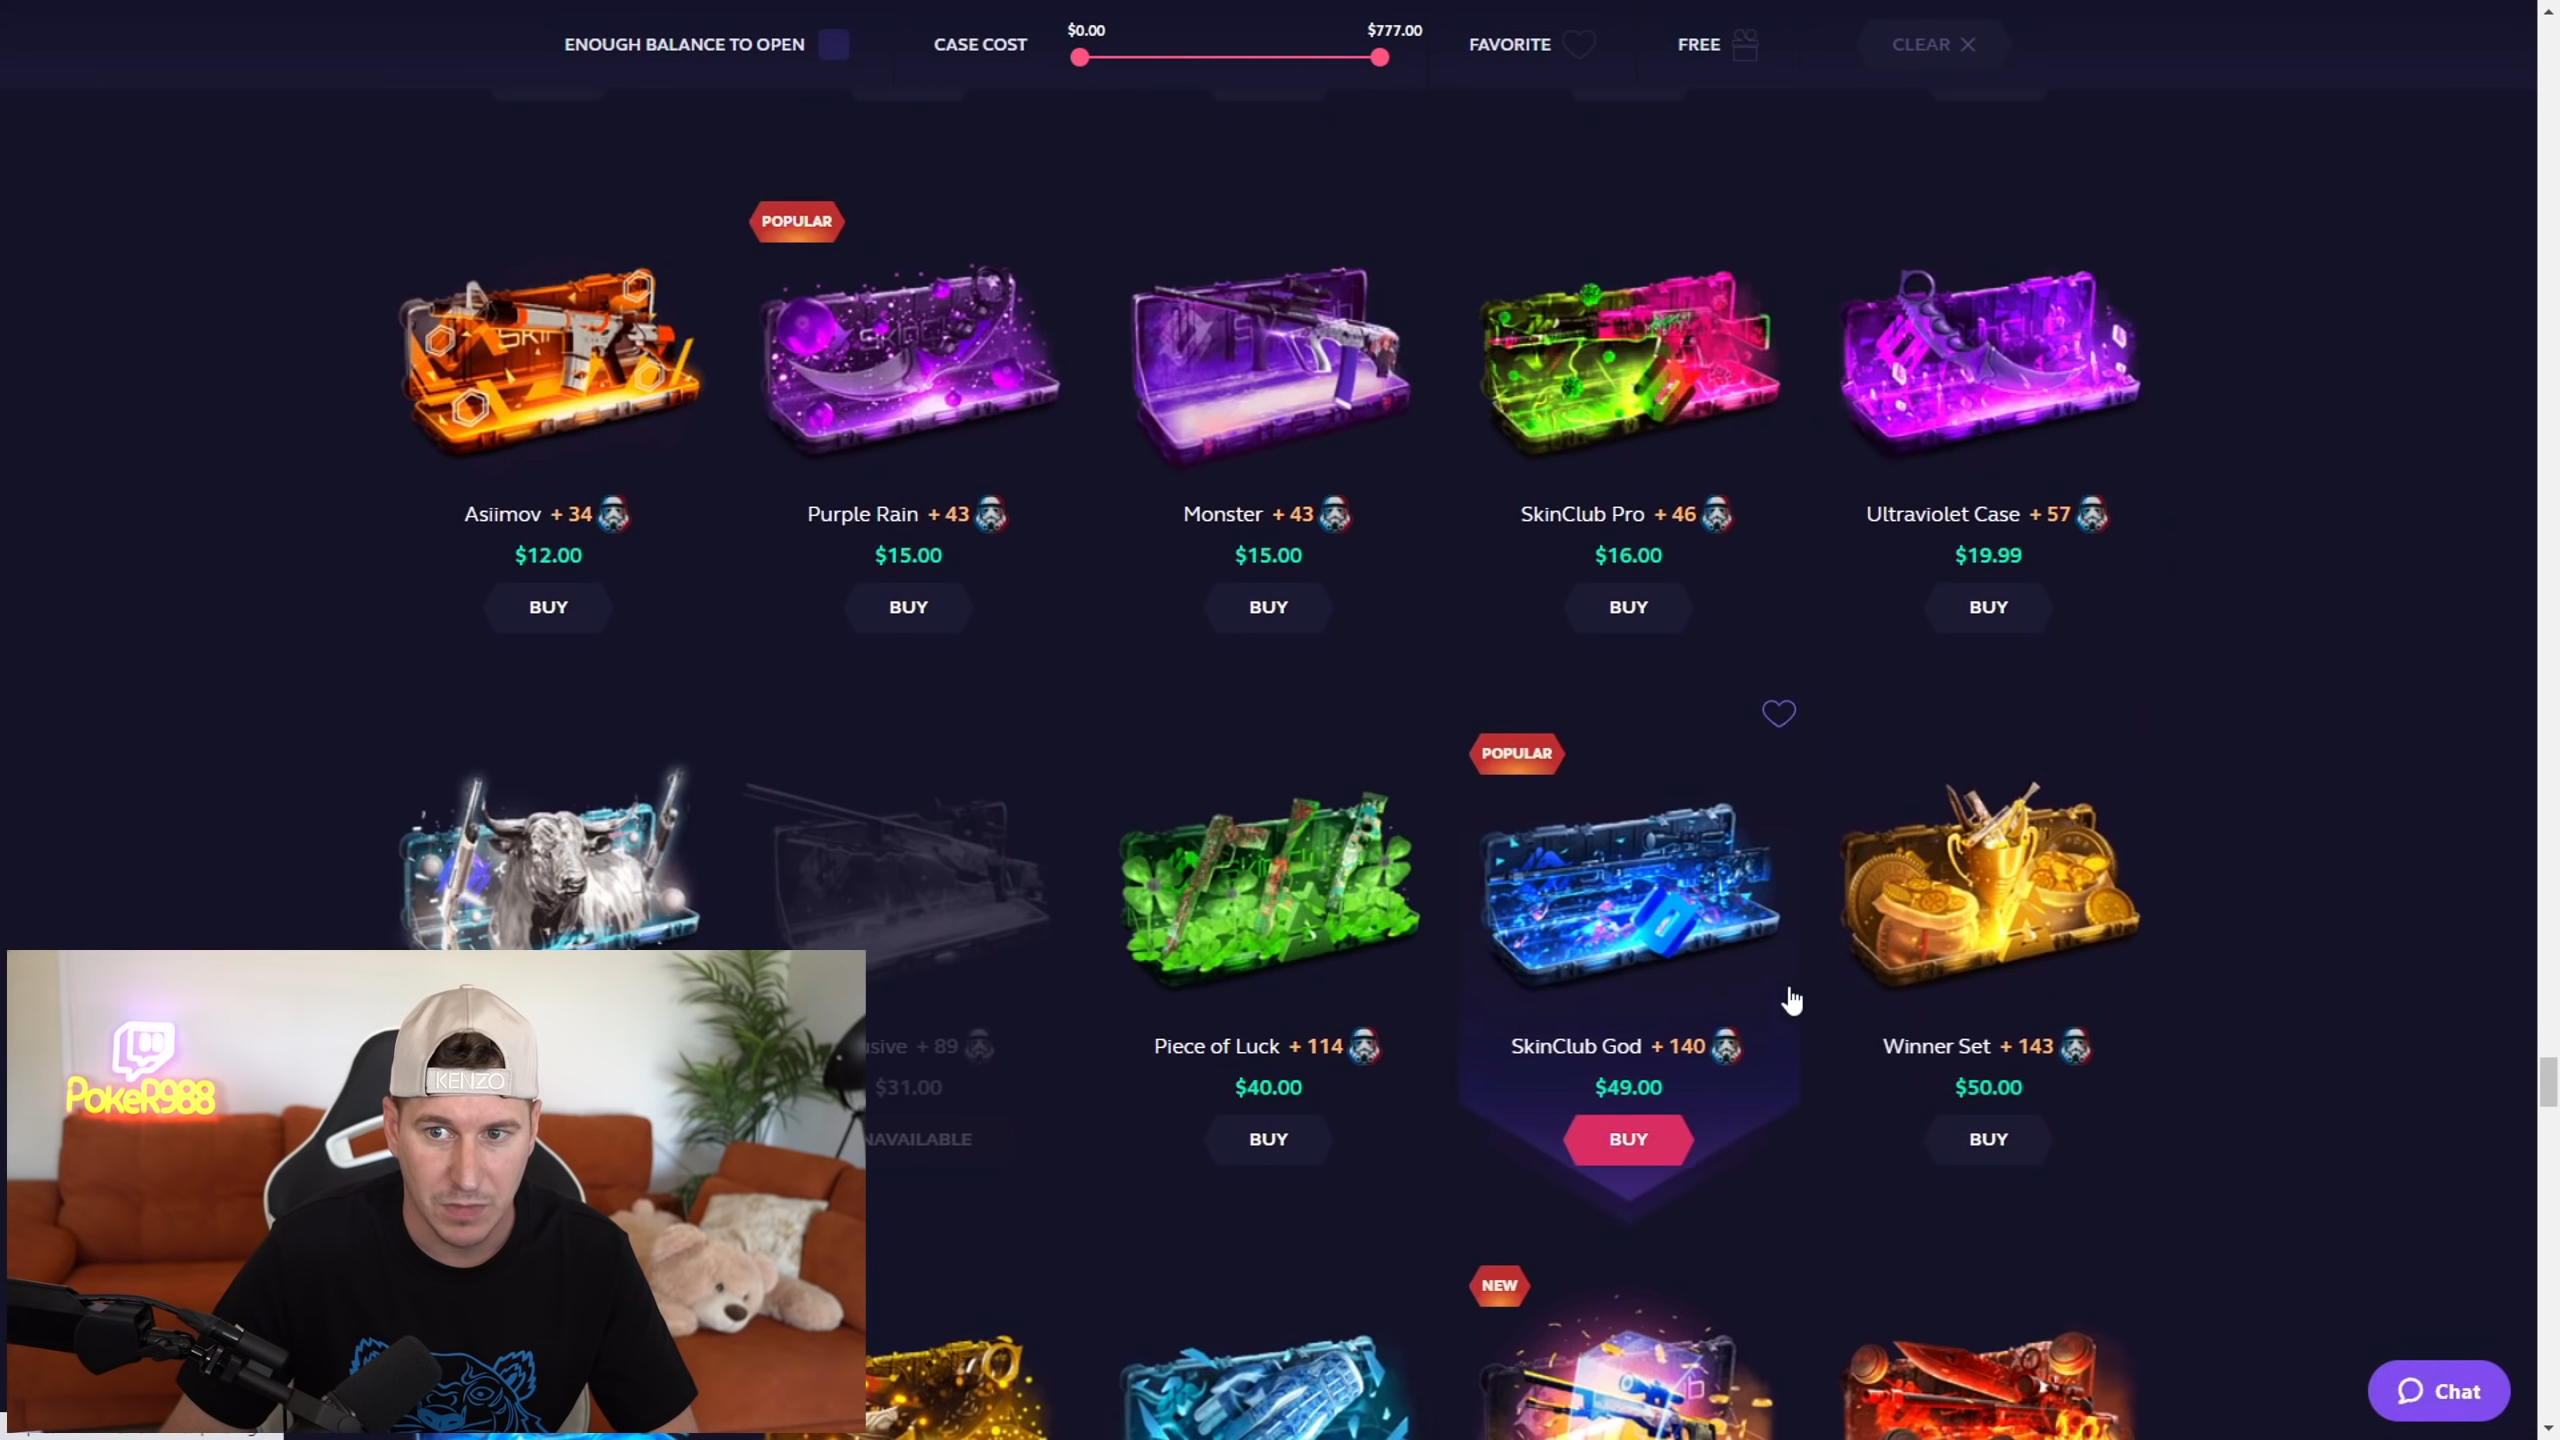 ENOUGH BALANCE TO OPEN
CASE COST
$0.00
$777.00
FAVORITE
FREE
CLEAR
POPULAR
Asiimov + 34
Purple Rain + 43
Monster + 43
SkinClub Pro + 46
Ultraviolet Case + 57
$12.00
$15.00
$15.00
$16.00
$19.99
BUY
BUY
BUY
BUY
BUY
POPULAR
sive + 89
Piece of Luck + 114
SkinClub God + 140
Winner Set + 143
$31.00
$40.00
$49.00
$50.00
NAVAILABLE
BUY
BUY
BUY
NEW
PokeR988
KENZO
Chat